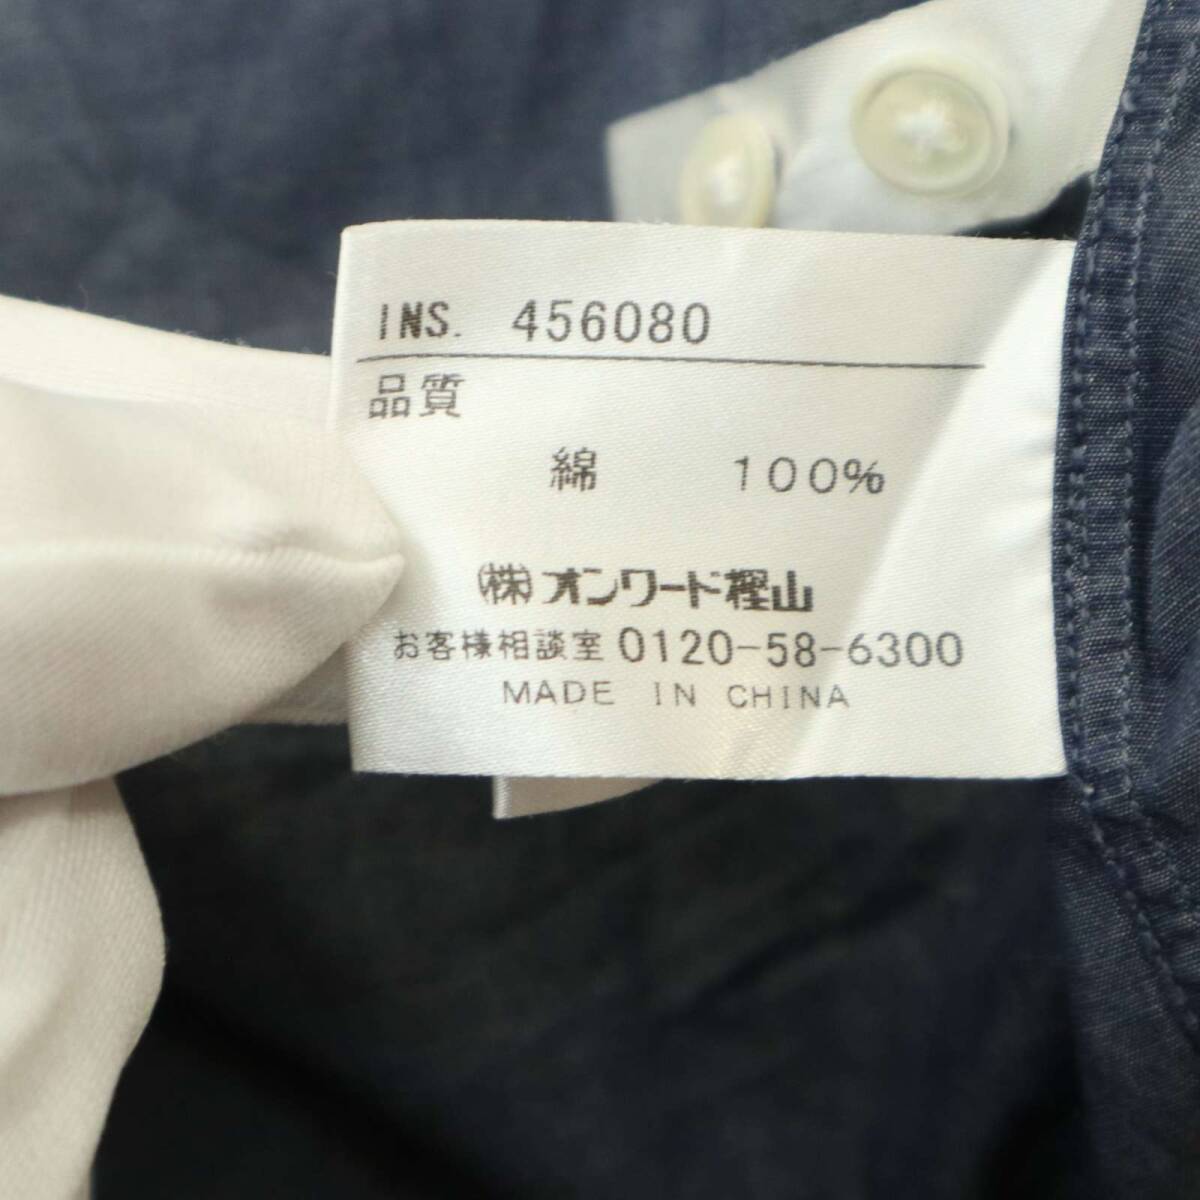 INS. 456080
品質
綿 100%
㈱オンワード樫山
お客様相談室 0120-58-6300
MADE IN CHINA